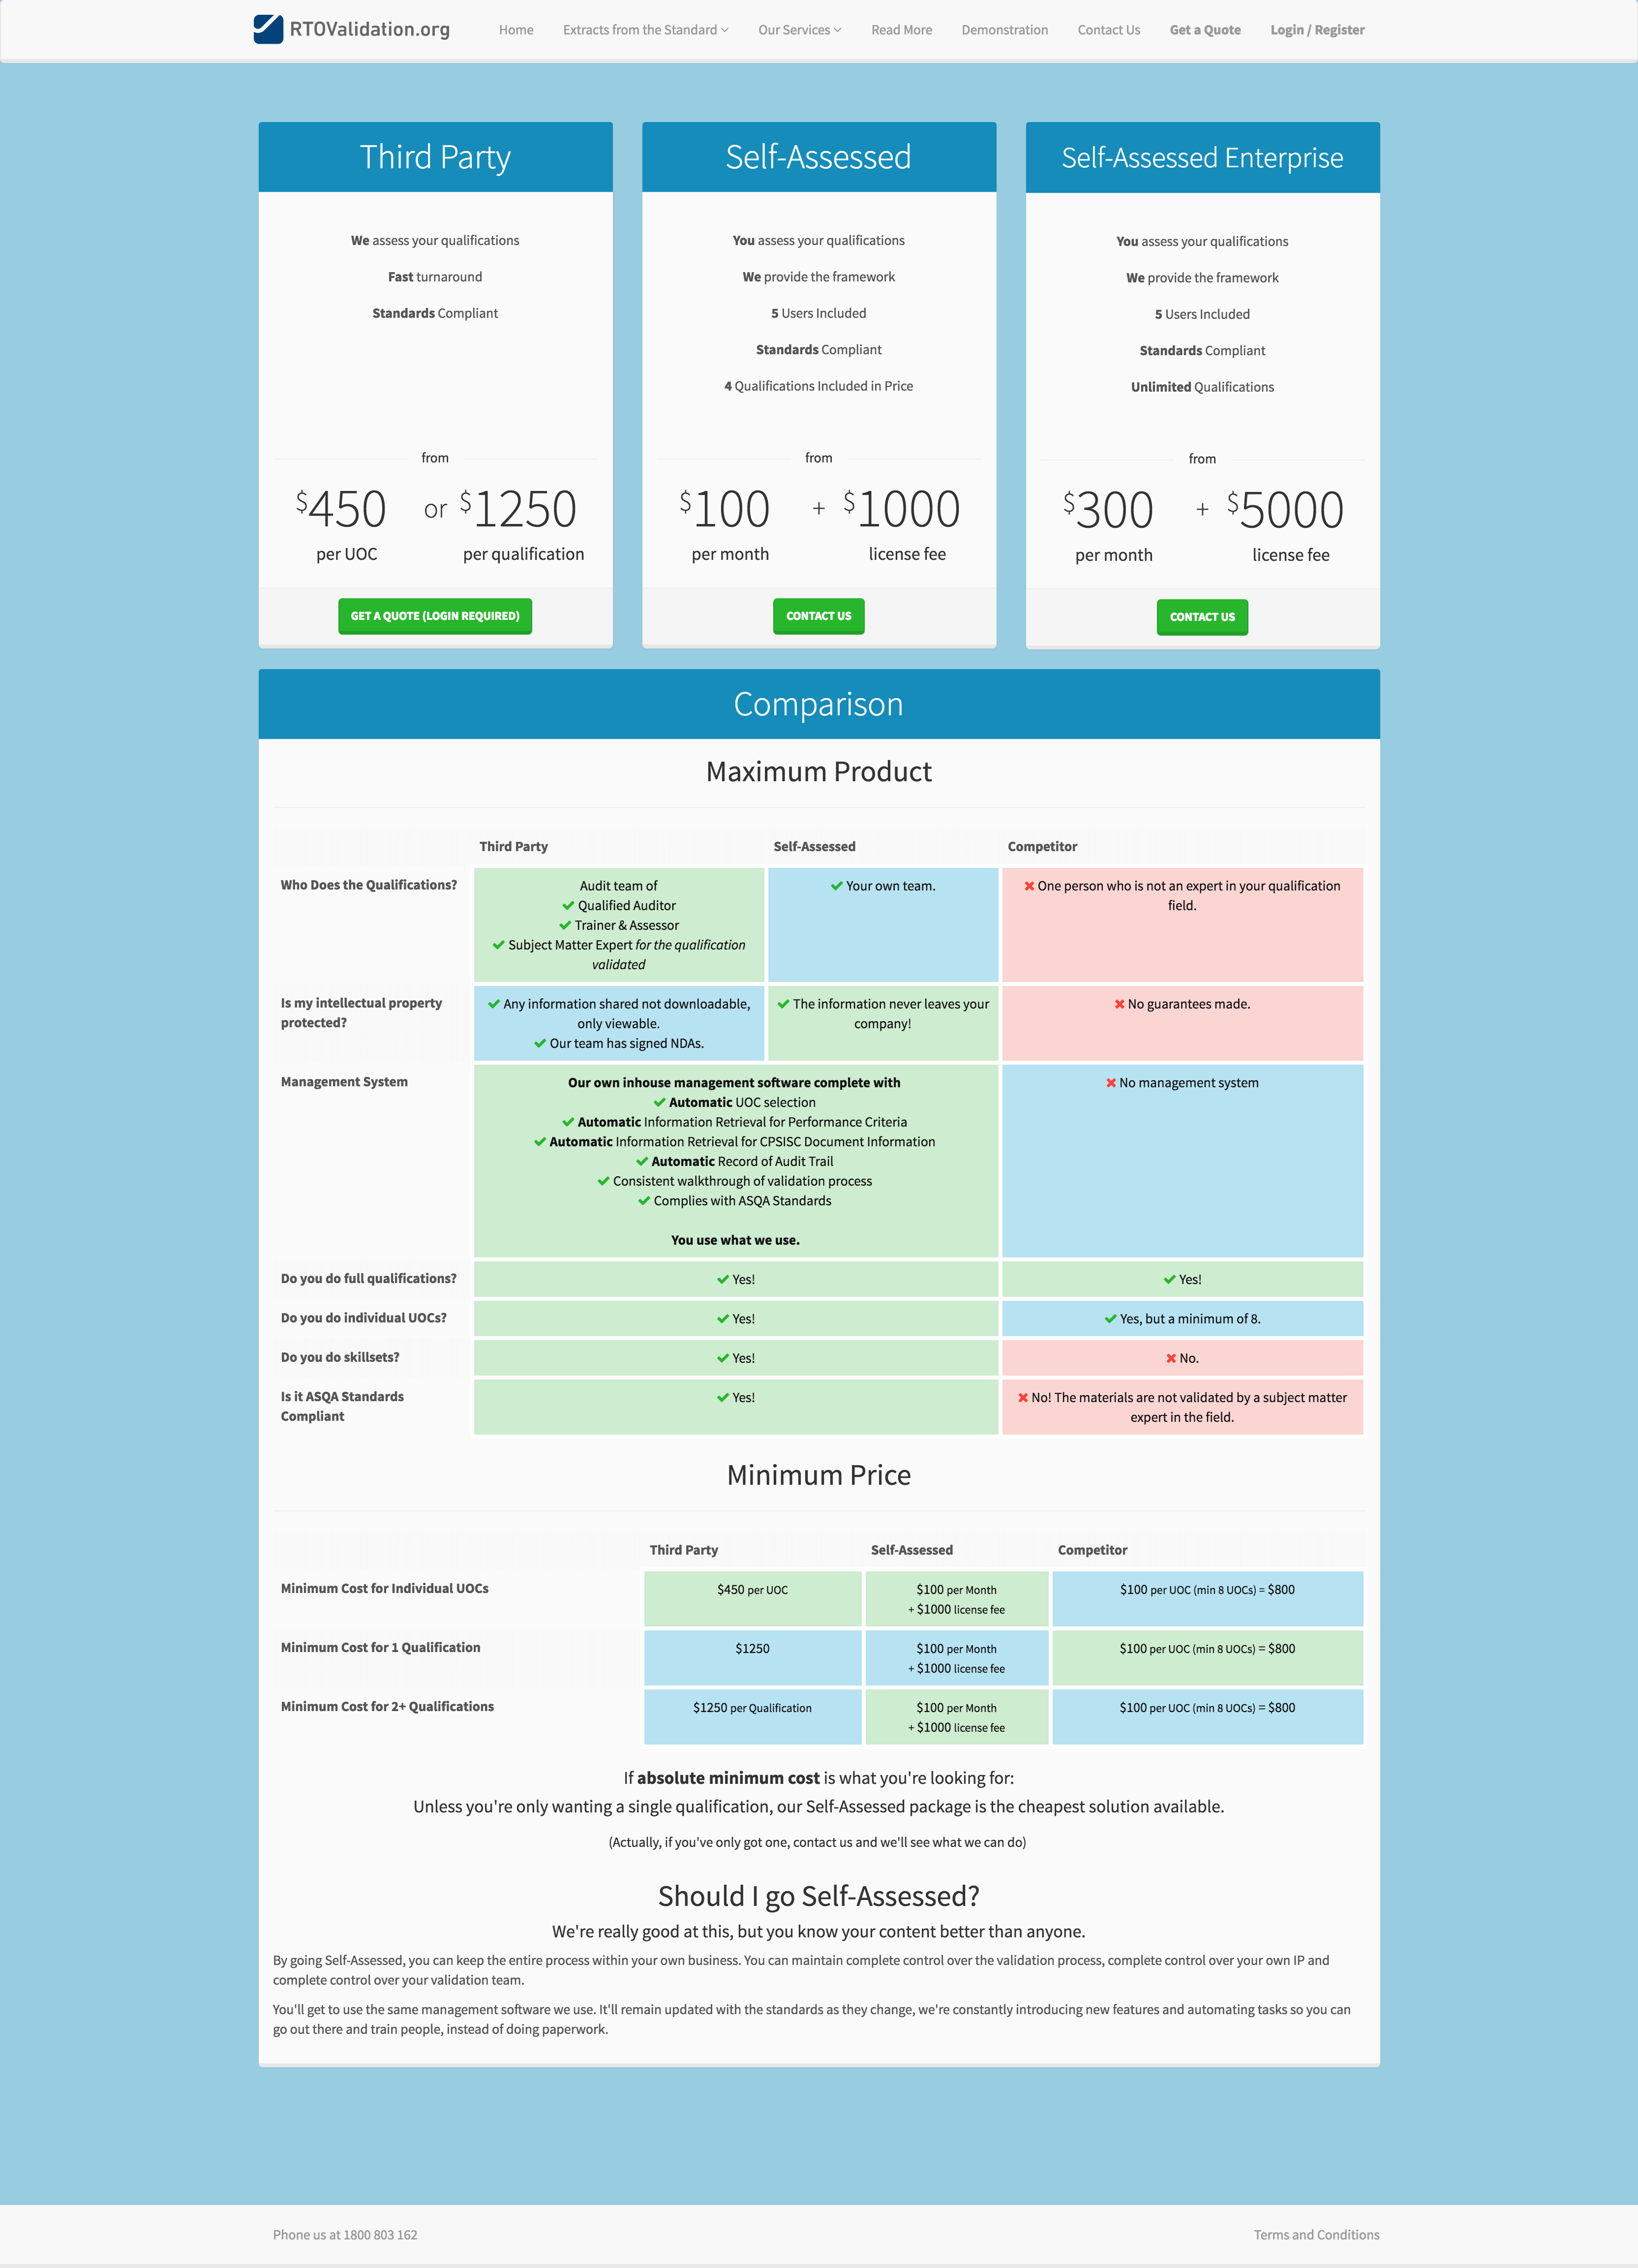 RTOValidation.org
Home
Extracts from the Standard
Our Services
Read More
Demonstration
Contact Us
Get a Quote
Login / Register
Third Party
We assess your qualifications
Fast turnaround
Standards Compliant
from
$450 or $1250
per UOC per qualification
GET A QUOTE (LOGIN REQUIRED)
Self-Assessed
You assess your qualifications
We provide the framework
5 Users Included
Standards Compliant
4 Qualifications Included in Price
from
$100 + $1000
per month license fee
CONTACT US
Self-Assessed Enterprise
You assess your qualifications
We provide the framework
5 Users Included
Standards Compliant
Unlimited Qualifications
from
$300 + $5000
per month license fee
CONTACT US
Comparison
Maximum Product
Third Party Self-Assessed Competitor
Who Does the Qualifications?
Audit team of
Qualified Auditor
Trainer & Assessor
Subject Matter Expert for the qualification
validated
Your own team.
One person who is not an expert in your qualification
field.
Is my intellectual property
protected?
Any information shared not downloadable,
only viewable.
Our team has signed NDAs.
The information never leaves your
company!
No guarantees made.
Management System
Our own inhouse management software complete with
Automatic UOC selection
Automatic Information Retrieval for Performance Criteria
Automatic Information Retrieval for CPSISC Document Information
Automatic Record of Audit Trail
Consistent walkthrough of validation process
Complies with ASQA Standards
You use what we use.
No management system
Do you do full qualifications?
Yes!
Yes!
Do you do individual UOCs?
Yes!
Yes, but a minimum of 8.
Do you do skillsets?
Yes!
No.
Is it ASQA Standards
Compliant
Yes!
No! The materials are not validated by a subject matter
expert in the field.
Minimum Price
Third Party Self-Assessed Competitor
Minimum Cost for Individual UOCs
$450 per UOC
$100 per Month
+ $1000 license fee
$100 per UOC (min 8 UOCs) = $800
Minimum Cost for 1 Qualification
$1250
$100 per Month
+ $1000 license fee
$100 per UOC (min 8 UOCs) = $800
Minimum Cost for 2+ Qualifications
$1250 per Qualification
$100 per Month
+ $1000 license fee
$100 per UOC (min 8 UOCs) = $800
If absolute minimum cost is what you're looking for:
Unless you're only wanting a single qualification, our Self-Assessed package is the cheapest solution available.
(Actually, if you've only got one, contact us and we'll see what we can do)
Should I go Self-Assessed?
We're really good at this, but you know your content better than anyone.
By going Self-Assessed, you can keep the entire process within your own business. You can maintain complete control over the validation process, complete control over your own IP and
complete control over your validation team.
You'll get to use the same management software we use. It'll remain updated with the standards as they change, we're constantly introducing new features and automating tasks so you can
go out there and train people, instead of doing paperwork.
Phone us at 1800 803 162
Terms and Conditions